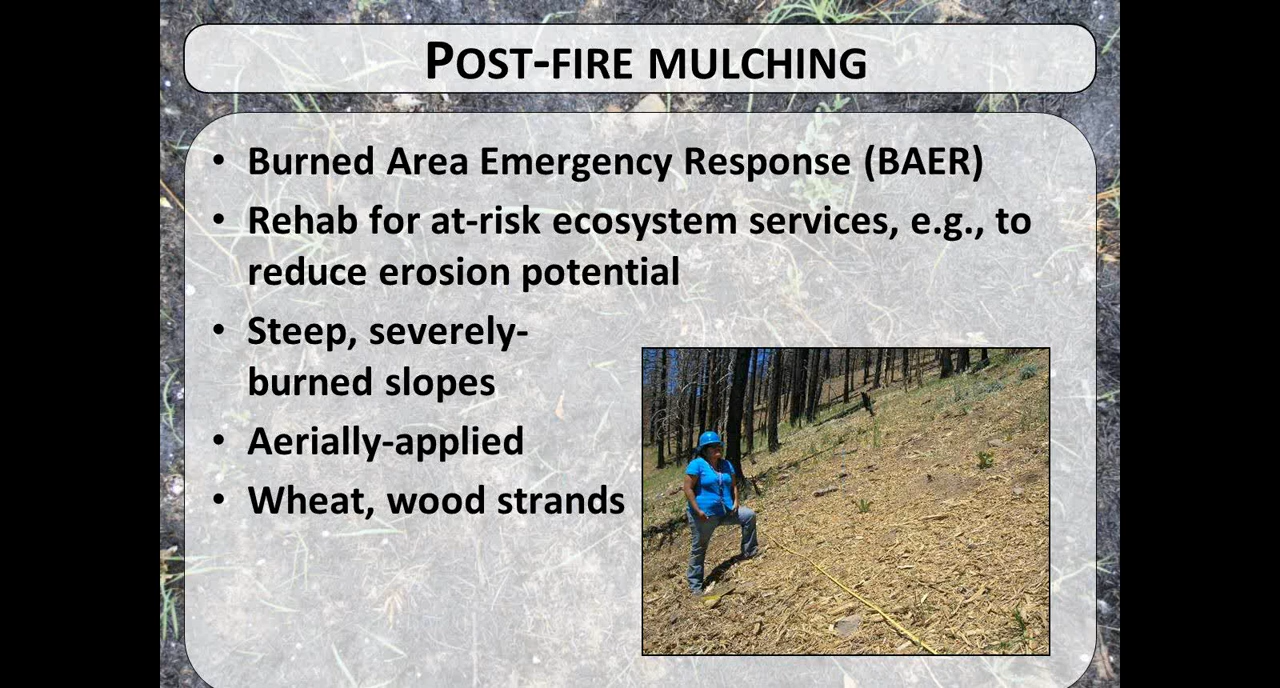 POST-FIRE MULCHING
• Burned Area Emergency Response (BAER)
• Rehab for at-risk ecosystem services, e.g., to
reduce erosion potential
• Steep, severely-
burned slopes
• Aerially-applied
• Wheat, wood strands